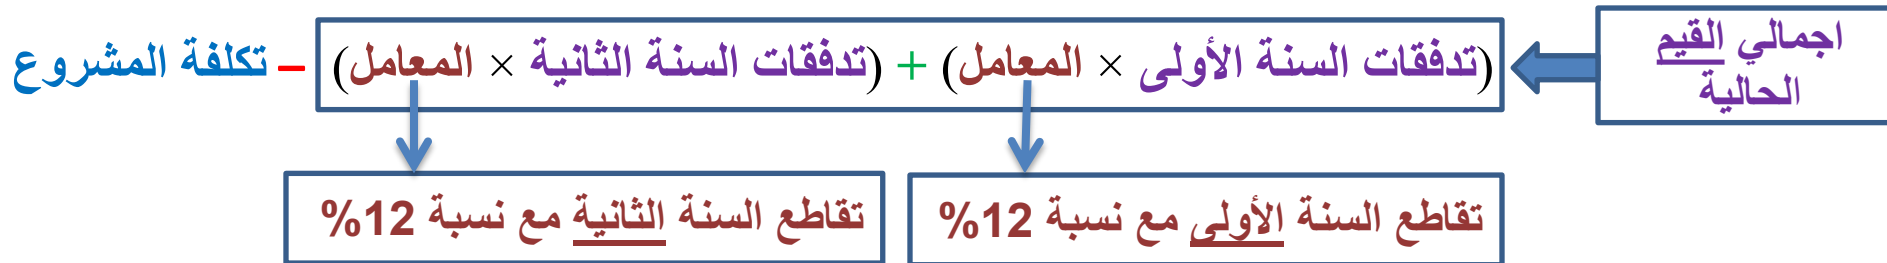 اجمالي القيم
الحالية
(تدفقات السنة الأولى × المعامل) + (تدفقات السنة الثانية × المعامل) – تكلفة المشروع
تقاطع السنة الأولى مع نسبة 12%
تقاطع السنة الثانية مع نسبة 12%